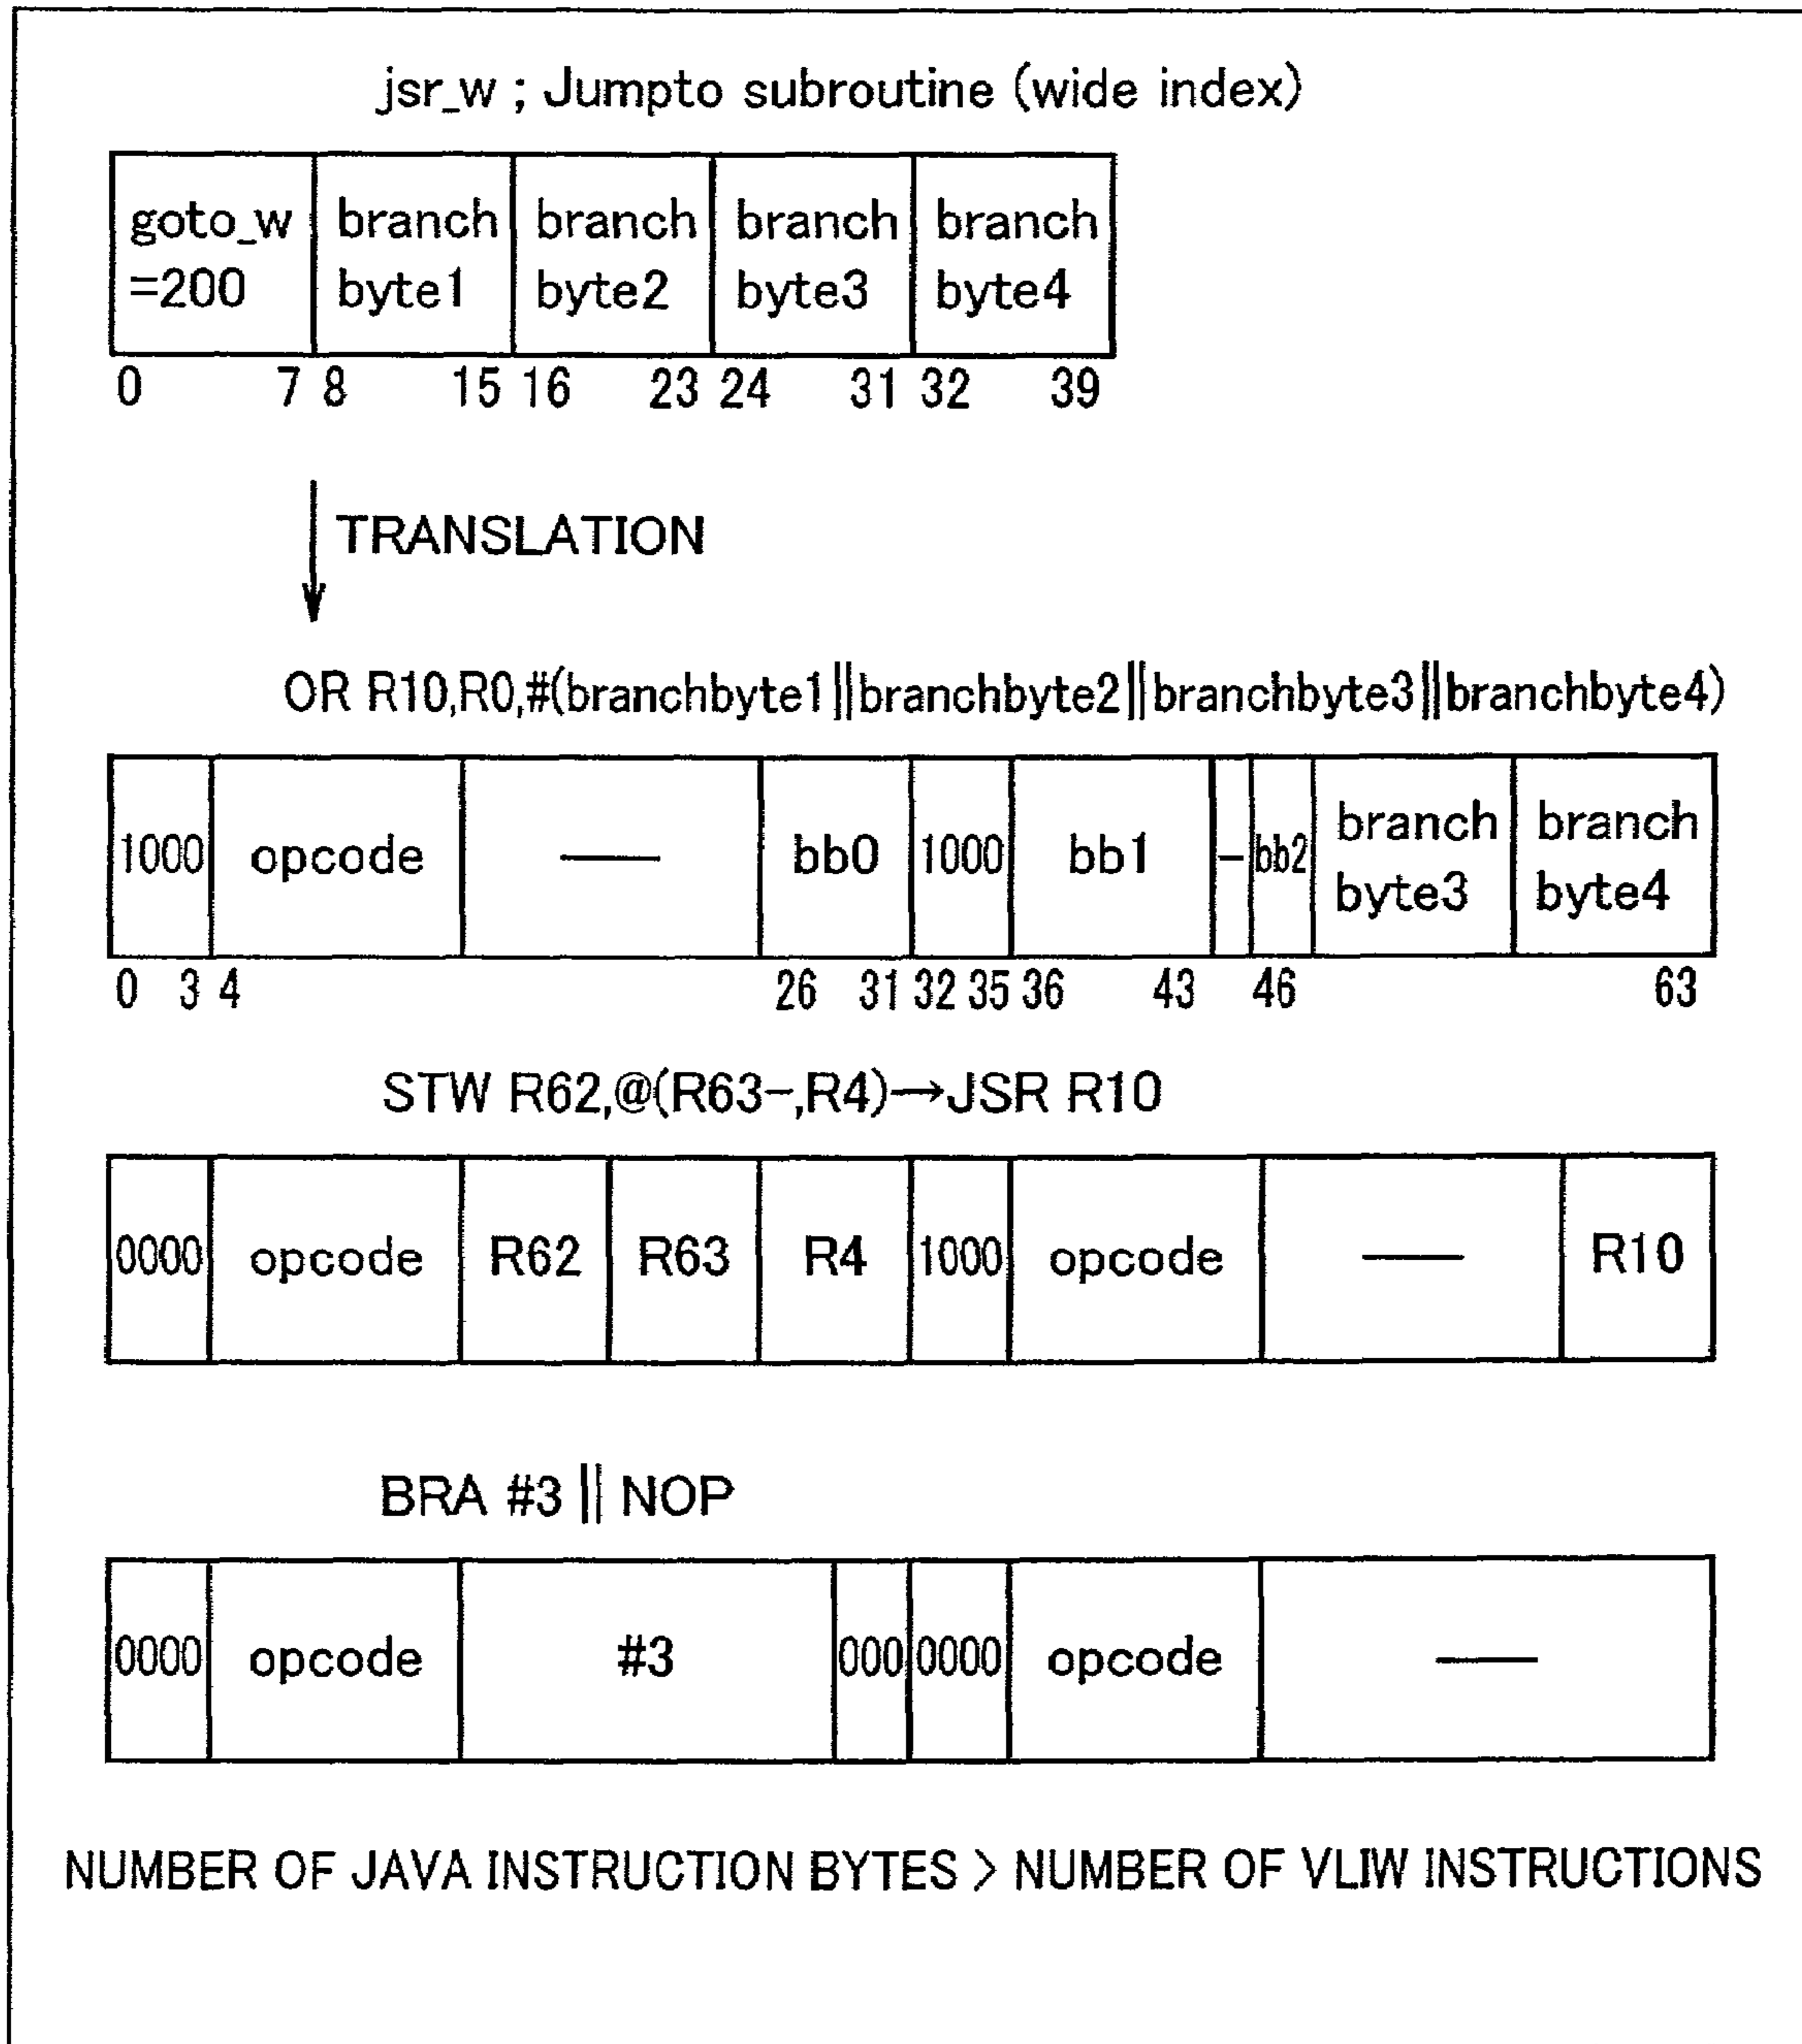 jsr_w ; Jumpto subroutine (wide index)
goto_w branch branch branch branch
=200 byte1 byte2 byte3 byte4
0 7 8 15 16 23 24 31 32 39
TRANSLATION
OR R10,R0,#(branchbyte1||branchbyte2||branchbyte3||branchbyte4)
1000 opcode — bb0 1000 bb1 – bb2 branch branch
byte3 byte4
0 3 4 26 31 32 35 36 43 46 63
STW R62,@(R63−,R4)→JSR R10
0000 opcode R62 R63 R4 1000 opcode — R10
BRA #3 || NOP
0000 opcode #3 000 0000 opcode —
NUMBER OF JAVA INSTRUCTION BYTES > NUMBER OF VLIW INSTRUCTIONS